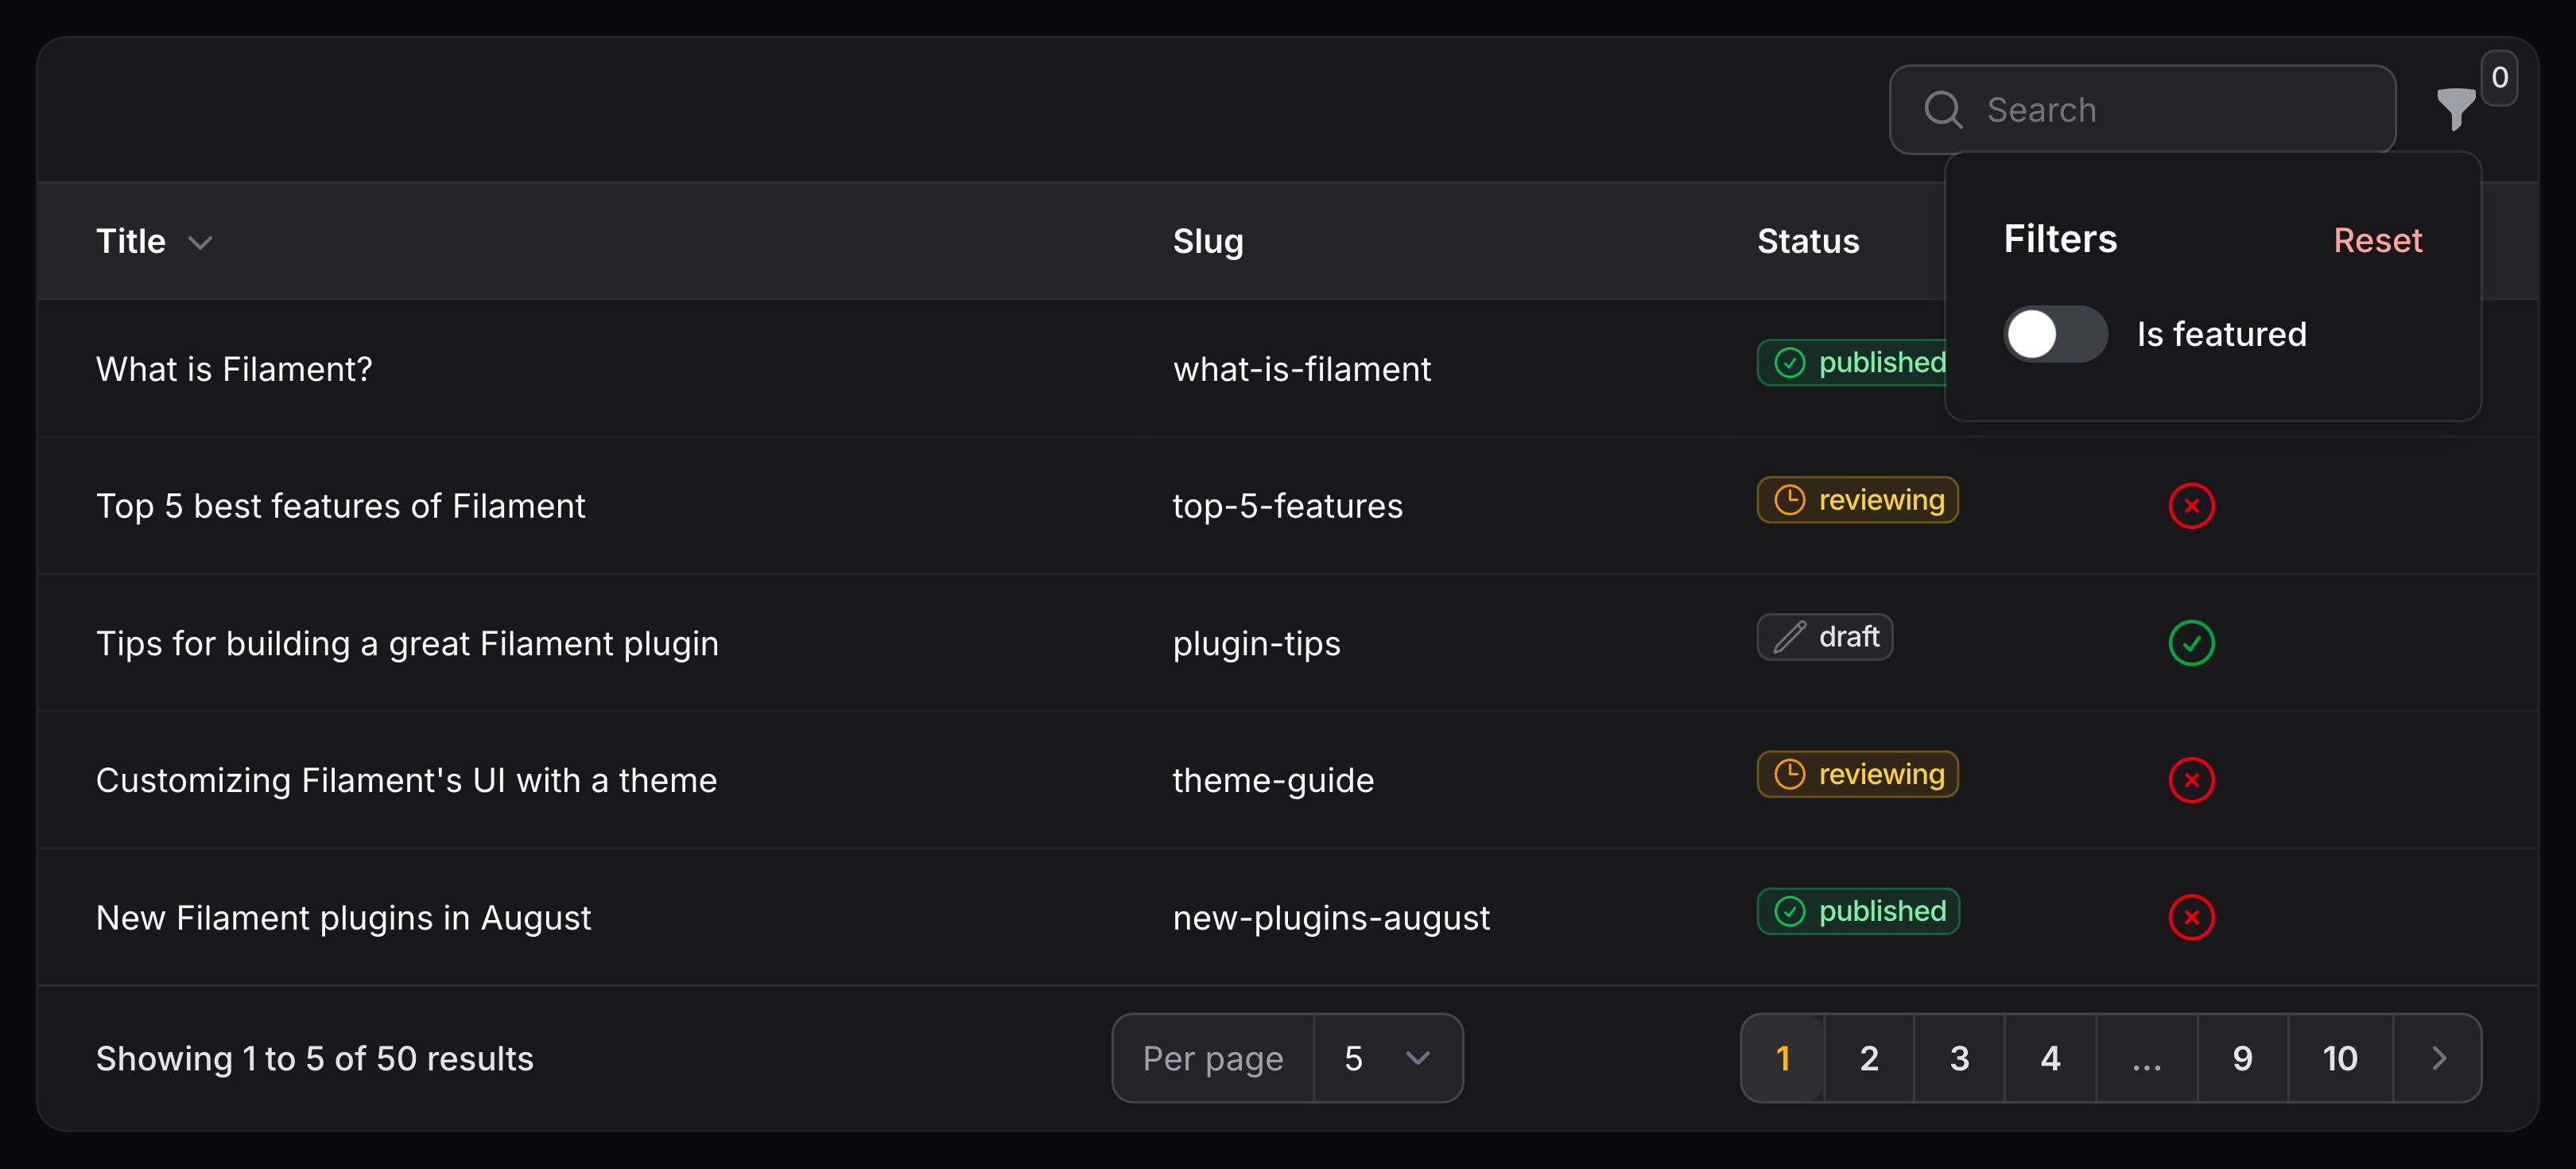 Search
0
Title
Slug
Status
Filters
Reset
Is featured
What is Filament?
what-is-filament
published
Top 5 best features of Filament
top-5-features
reviewing
Tips for building a great Filament plugin
plugin-tips
draft
Customizing Filament's UI with a theme
theme-guide
reviewing
New Filament plugins in August
new-plugins-august
published
Showing 1 to 5 of 50 results
Per page
5
1 2 3 4 ... 9 10